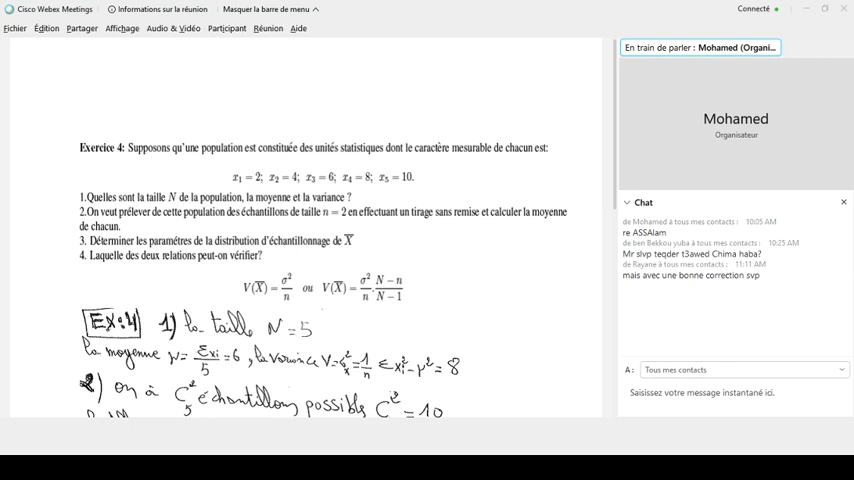 Cisco Webex Meetings
Informations sur la réunion
Masquer la barre de menu
Connecté
Fichier Édition Partager Affichage Audio & Vidéo Participant Réunion Aide
Exercice 4: Supposons qu'une population est constituée des unités statistiques dont le caractère mesurable de chacun est:
x₁ = 2; x₂ = 4; x₃ = 6; x₄ = 8; x₅ = 10.
1.Quelles sont la taille N de la population, la moyenne et la variance ?
2.On veut prélever de cette population des échantillons de taille n = 2 en effectuant un tirage sans remise et calculer la moyenne
de chacun.
3. Déterminer les paramétres de la distribution d'échantillonnage de X̅
4. Laquelle des deux relations peut-on vérifier?
V(X̅) = σ²/n ou V(X̅) = σ²/n . N−n/N−1
Ex:4) 1) la taille N = 5
la moyenne μ = Σxi/5 = 6, la variance V = σ²x = 1/n Σ xi² - μ² = 8
2) on à C₅² échantillons possible C² = 10
En train de parler : Mohamed (Organi...
Mohamed
Organisateur
Chat
de Mohamed à tous mes contacts : 10:05 AM
re ASSAlam
de ben Bekkou yuba à tous mes contacts : 10:25 AM
Mr slvp teqder t3awed Chima haba?
de Rayane à tous mes contacts : 11:11 AM
mais avec une bonne correction svp
A : Tous mes contacts
Saisissez votre message instantané ici.